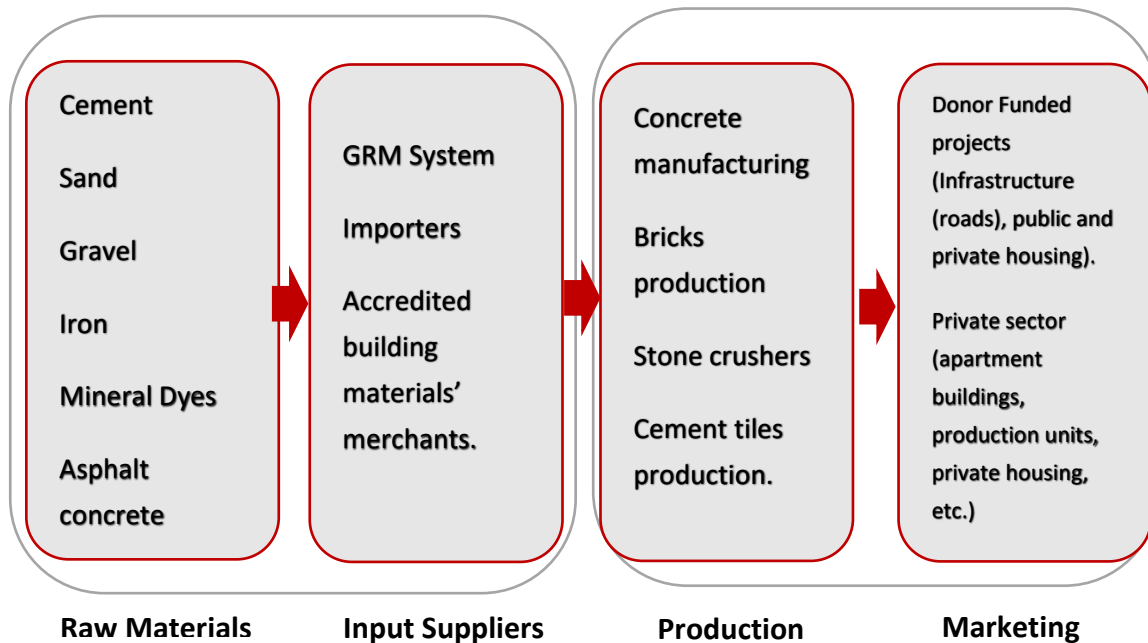 Cement
Sand
Gravel
Iron
Mineral Dyes
Asphalt
concrete
GRM System
Importers
Accredited
building
materials’
merchants.
Concrete
manufacturing
Bricks
production
Stone crushers
Cement tiles
production.
Donor Funded
projects
(Infrastructure
(roads), public and
private housing).
Private sector
(apartment
buildings,
production units,
private housing,
etc.)
Raw Materials
Input Suppliers
Production
Marketing